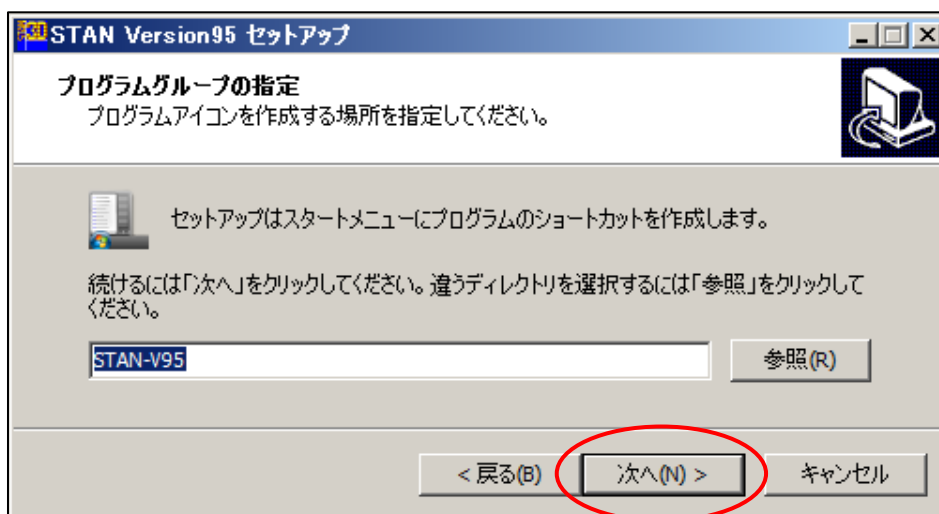 STAN Version95 セットアップ
プログラムグループの指定
プログラムアイコンを作成する場所を指定してください。
セットアップはスタートメニューにプログラムのショートカットを作成します。
続けるには「次へ」をクリックしてください。違うディレクトリを選択するには「参照」をクリックして
ください。
STAN-V95
参照(R)
< 戻る(B)
次へ(N) >
キャンセル